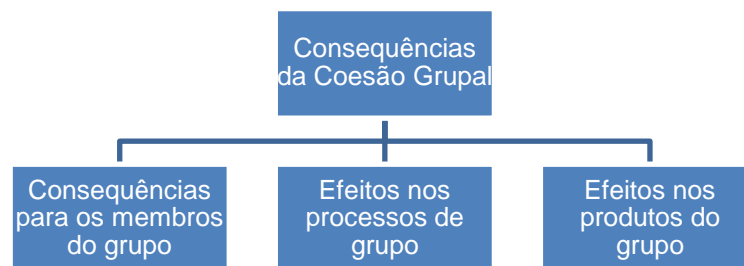 Consequências
da Coesão Grupal
Consequências
para os membros
do grupo
Efeitos nos
processos de
grupo
Efeitos nos
produtos do
grupo